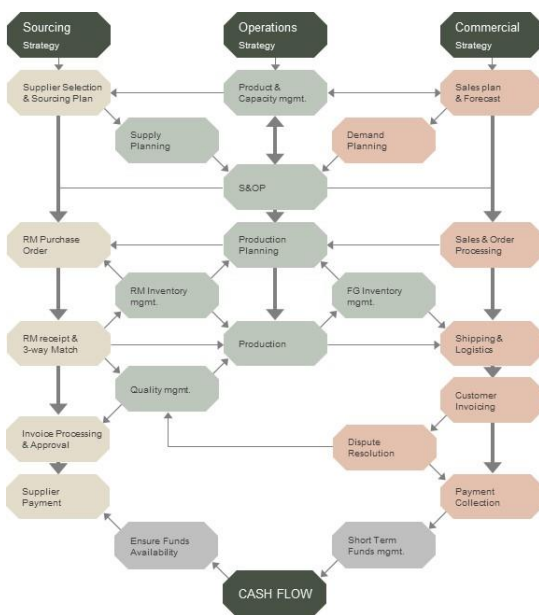 Sourcing
Strategy
Operations
Strategy
Commercial
Strategy
Supplier Selection
& Sourcing Plan
Product &
Capacity mgmt.
Sales plan
& Forecast
Supply
Planning
Demand
Planning
S&OP
RM Purchase
Order
Production
Planning
Sales & Order
Processing
RM Inventory
mgmt.
FG Inventory
mgmt.
RM receipt &
3-way Match
Production
Shipping &
Logistics
Quality mgmt.
Customer
Invoicing
Invoice Processing
& Approval
Dispute
Resolution
Supplier
Payment
Payment
Collection
Ensure Funds
Availability
Short Term
Funds mgmt.
CASH FLOW